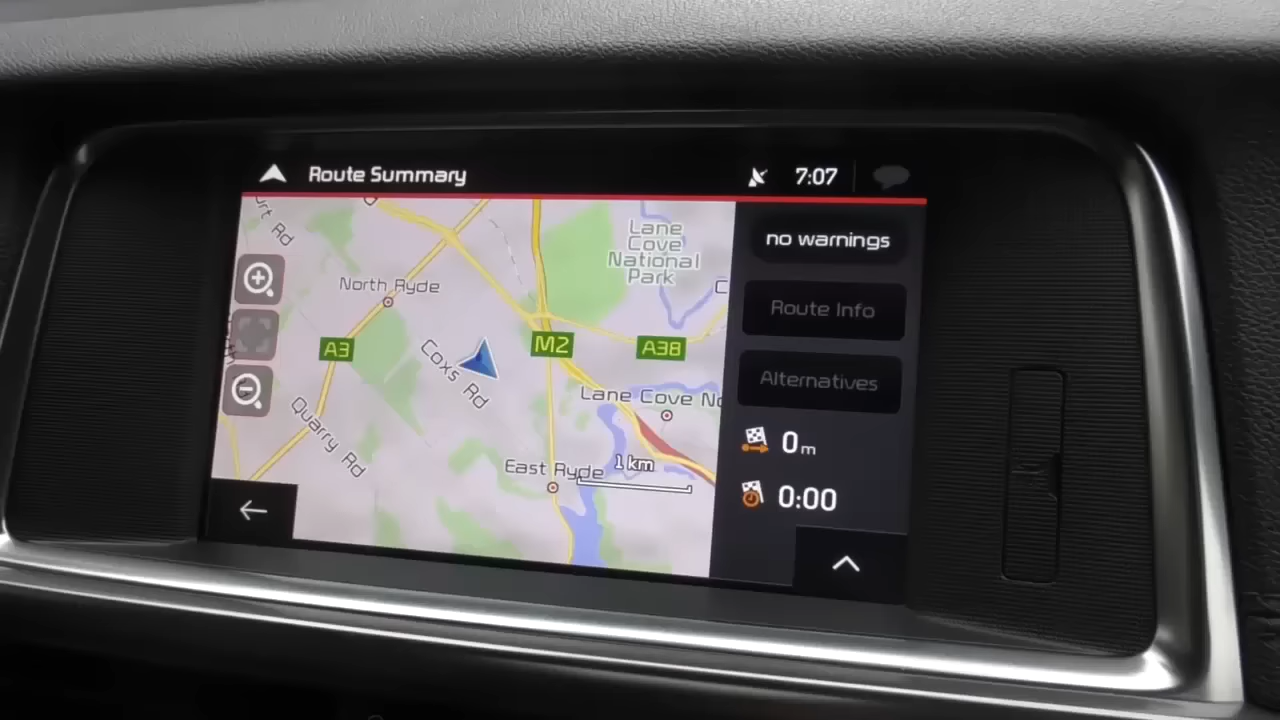 Route Summary
7:07
no warnings
Route Info
Alternatives
0m
0:00
Rd
North Ryde
Lane
Cove
National
Park
A3
M2
A38
Coxs Rd
Quarry Rd
Lane Cove
East Ryde
1 km